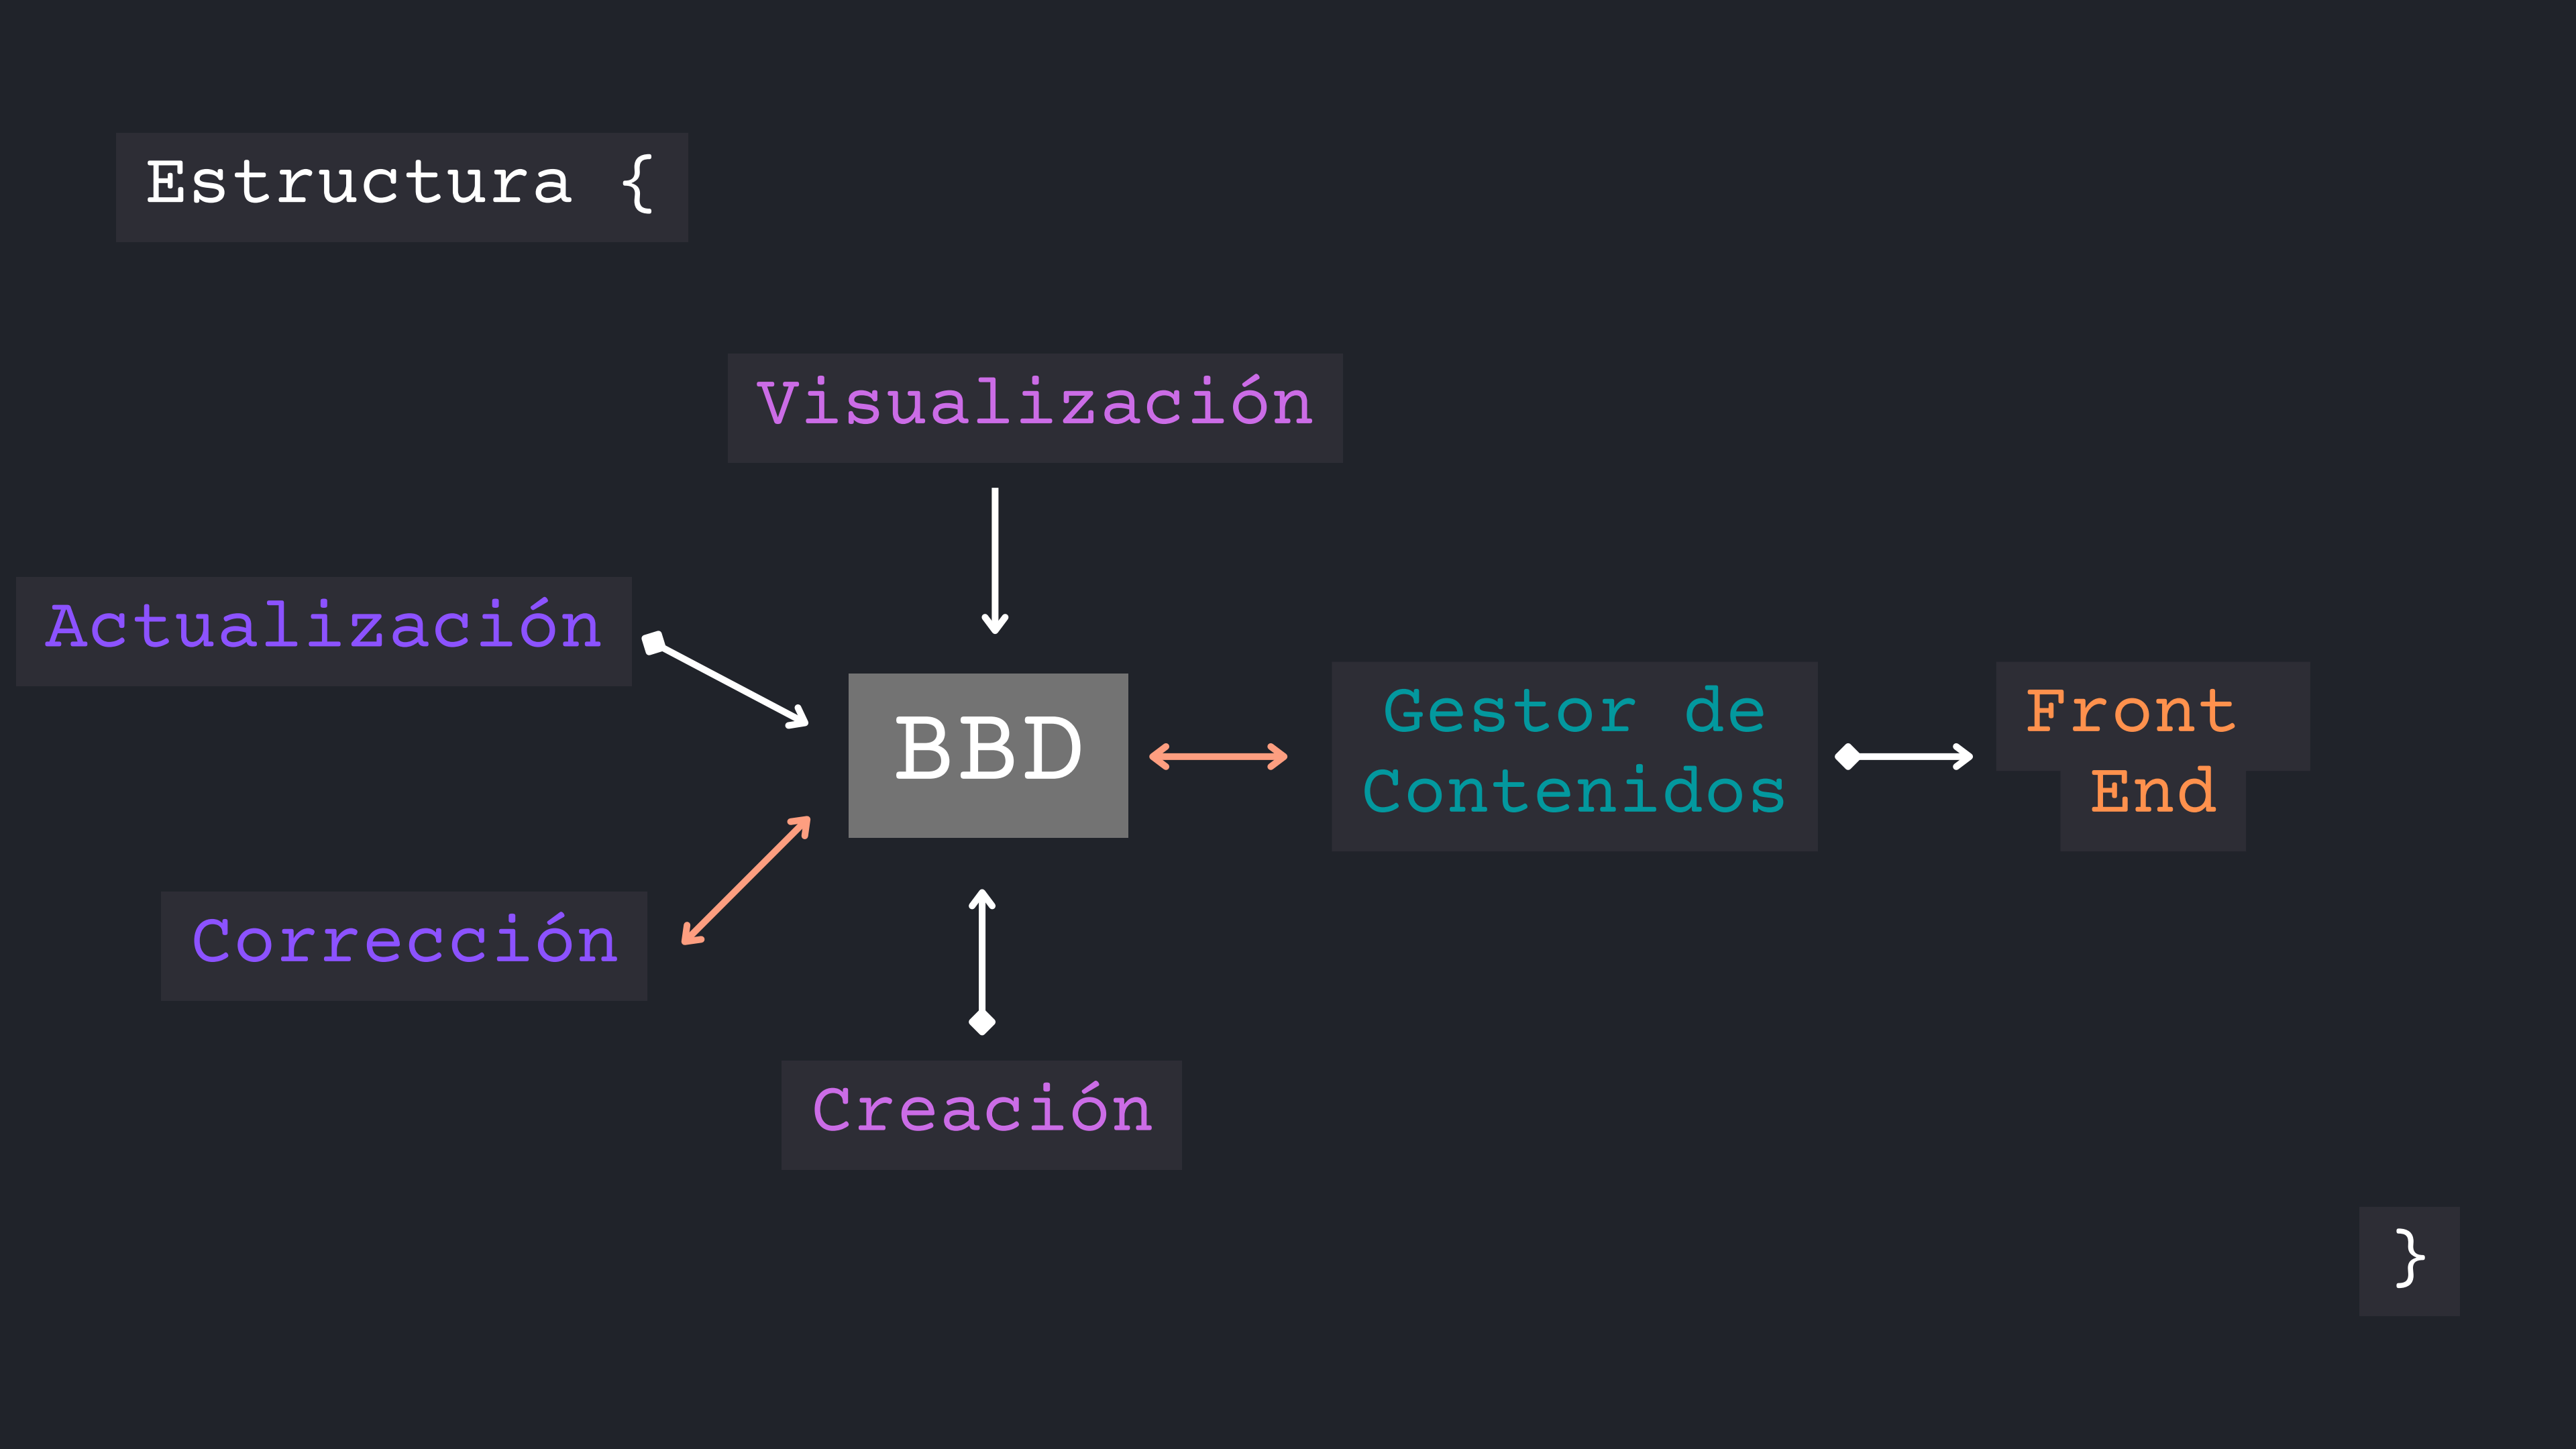 Estructura {
Visualización
Actualización
BBD
Gestor de
Contenidos
Front
End
Corrección
Creación
}